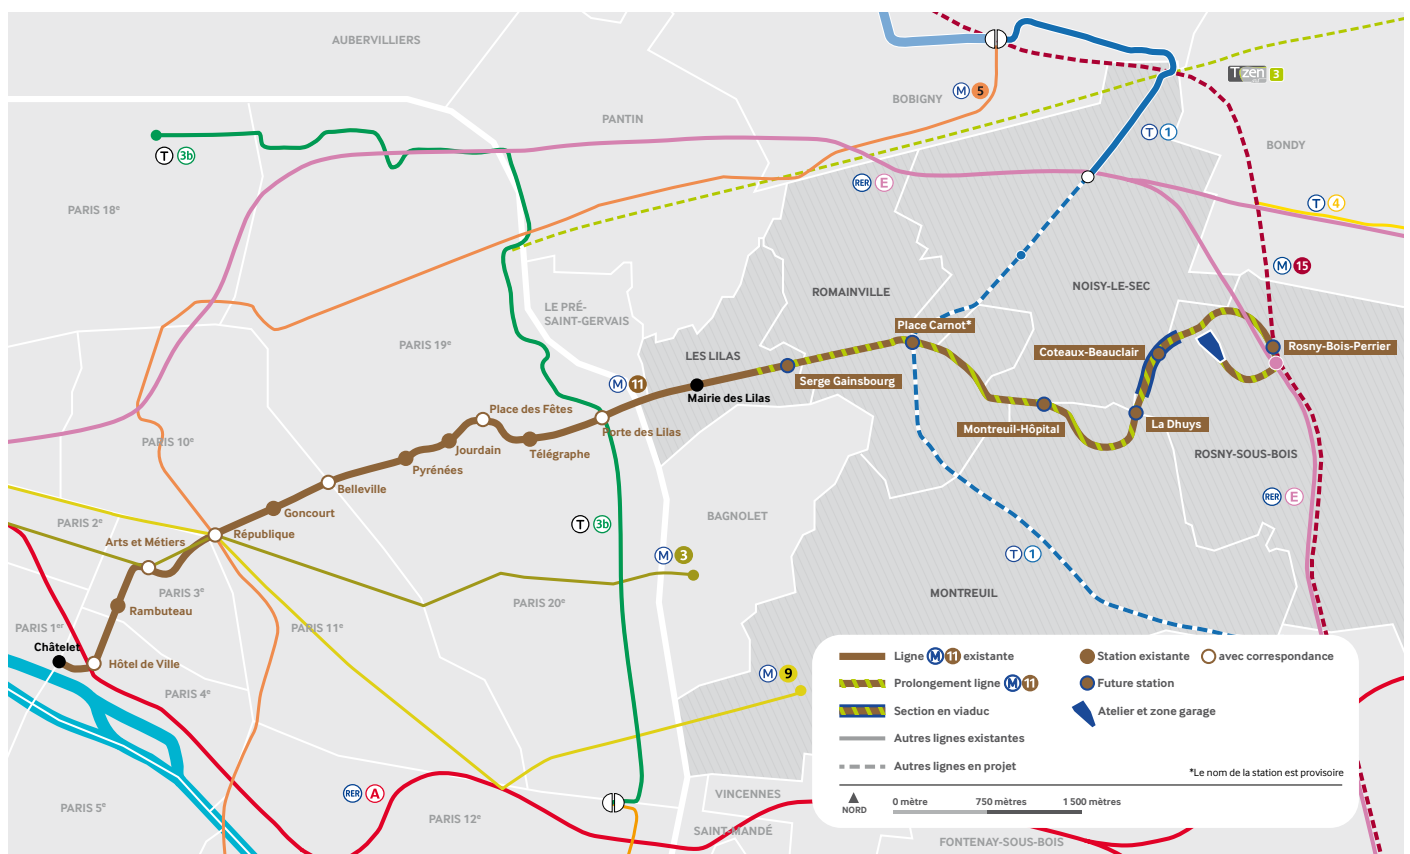 AUBERVILLIERS
BOBIGNY
M 5
Tzen 3
PANTIN
T 1
BONDY
T 3b
RER E
PARIS 18e
T 4
M 15
NOISY-LE-SEC
ROMAINVILLE
LE PRÉ-
SAINT-GERVAIS
Place Carnot*
PARIS 19e
LES LILAS
Coteaux-Beauclair
Rosny-Bois-Perrier
M 11
Serge Gainsbourg
Mairie des Lilas
Place des Fêtes
Porte des Lilas
La Dhuys
Montreuil-Hôpital
PARIS 10e
Jourdain
Télégraphe
ROSNY-SOUS-BOIS
Pyrénées
Belleville
RER E
Goncourt
BAGNOLET
PARIS 2e
T 3b
République
Arts et Métiers
M 3
T 1
PARIS 3e
MONTREUIL
PARIS 20e
Rambuteau
PARIS 1er
PARIS 11e
Châtelet
Hôtel de Ville
M 9
PARIS 4e
Ligne M 11 existante
Station existante
avec correspondance
Prolongement ligne M 11
Future station
Section en viaduc
Atelier et zone garage
Autres lignes existantes
Autres lignes en projet
*Le nom de la station est provisoire
NORD
0 mètre
750 mètres
1 500 mètres
RER A
VINCENNES
PARIS 5e
PARIS 12e
SAINT-MANDÉ
FONTENAY-SOUS-BOIS